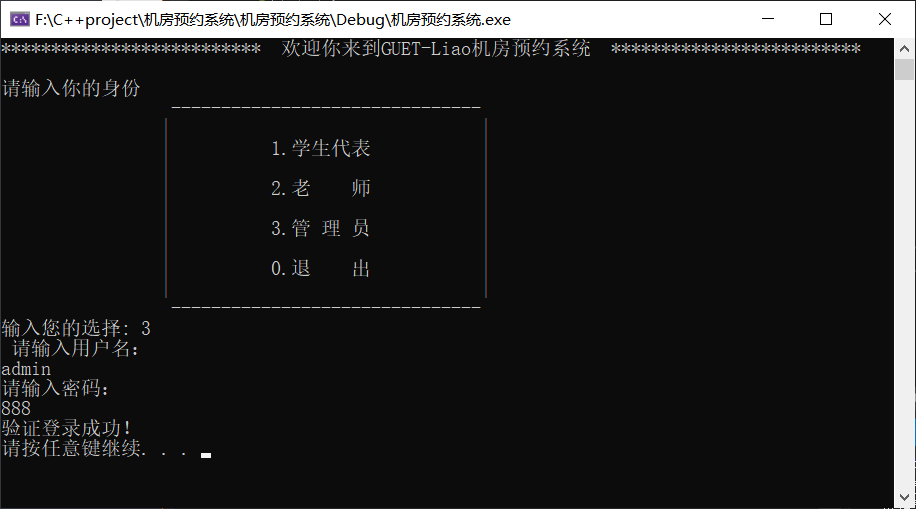 F:\C++project\机房预约系统\机房预约系统\Debug\机房预约系统.exe
************************** 欢迎你来到GUET-Liao机房预约系统 *************************
请输入你的身份
-------------------------------
| |
| 1.学生代表 |
| |
| 2.老 师 |
| |
| 3.管 理 员 |
| |
| 0.退 出 |
| |
-------------------------------
输入您的选择: 3
请输入用户名:
admin
请输入密码:
888
验证登录成功!
请按任意键继续. . .